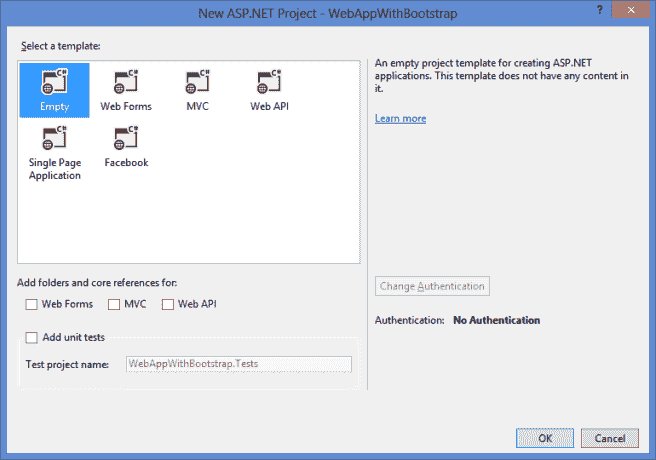 New ASP.NET Project - WebAppWithBootstrap
? x
Select a template:
C# C# C# C#
Empty Web Forms MVC Web API
C# C#
Single Page Application Facebook
An empty project template for creating ASP.NET
applications. This template does not have any content in
it.
Learn more
Add folders and core references for:
Web Forms MVC Web API
Add unit tests
Test project name: WebAppWithBootstrap.Tests
Change Authentication
Authentication: No Authentication
OK Cancel